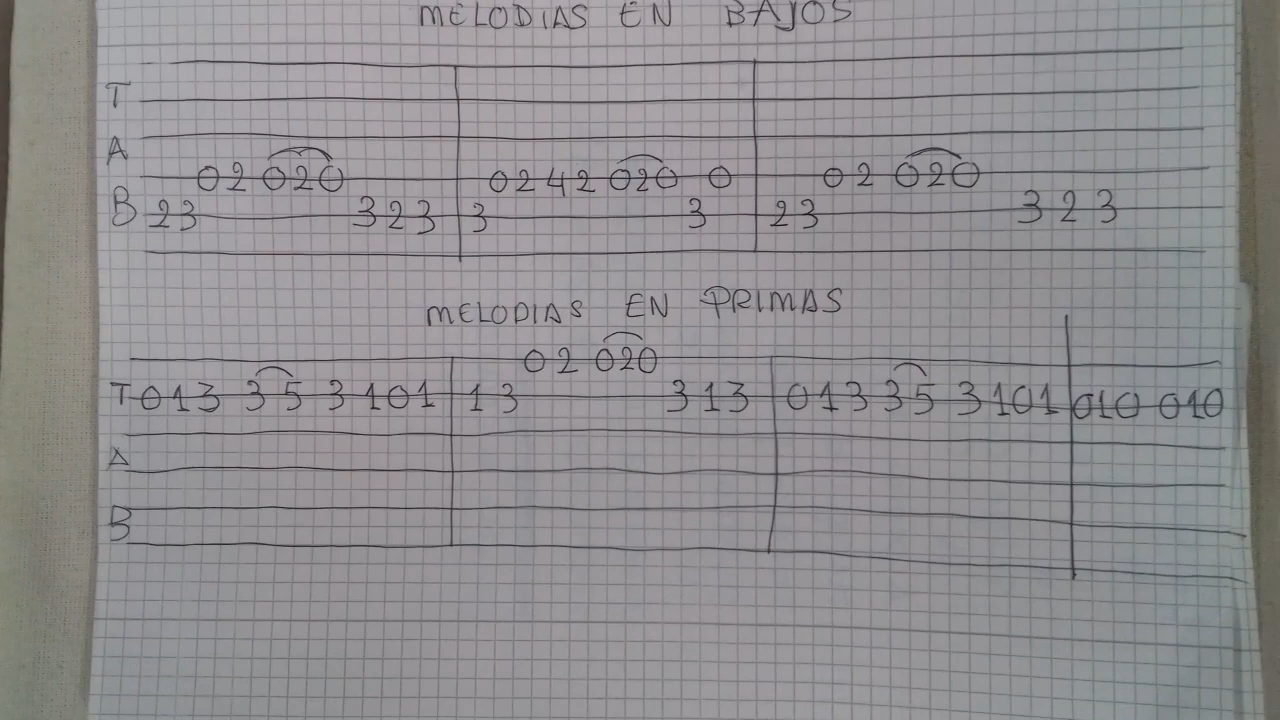 MELODIAS EN BAJOS
T
A
02 020 0242 020 0 02 020
B 23 323 3 3 23 323
MELODIAS EN PRIMAS
02 020
T 013 35 3101 13 313 013 35 3101 010 010
A
B